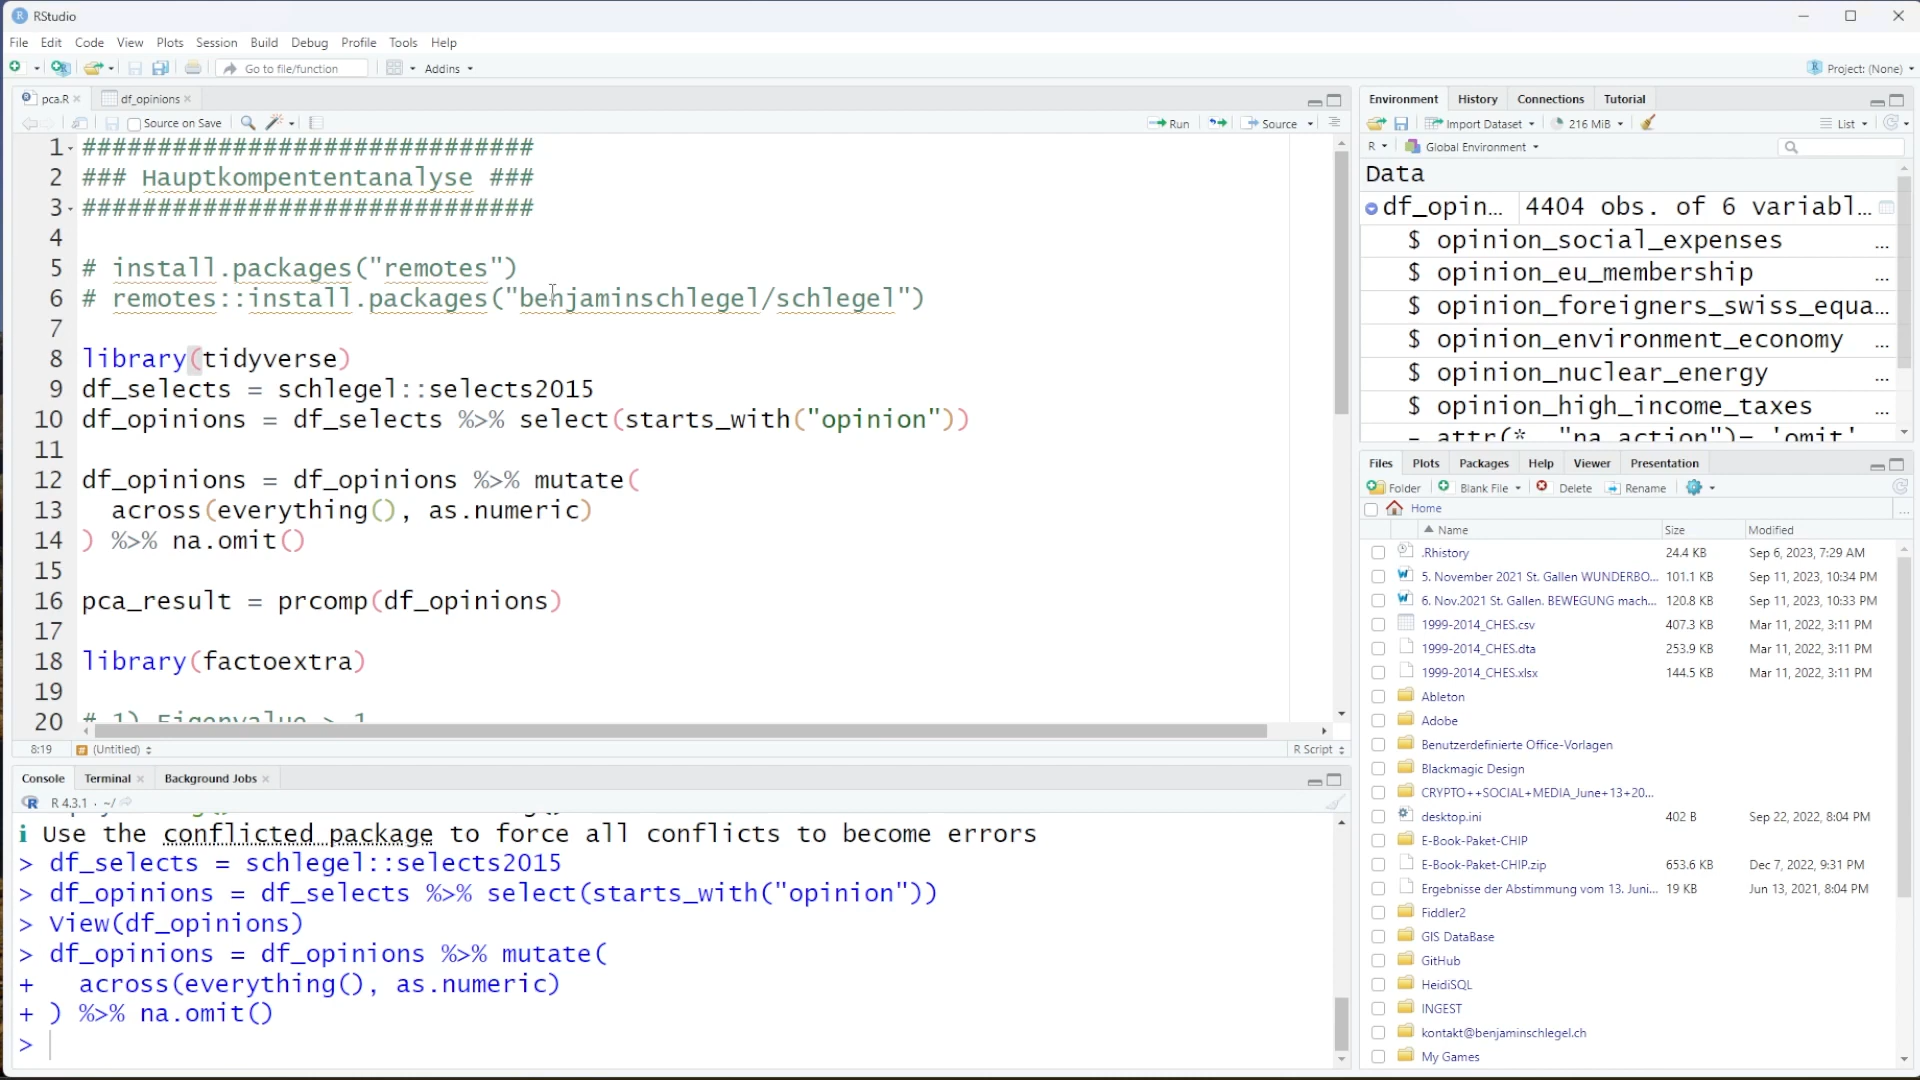 RStudio
File Edit Code View Plots Session Build Debug Profile Tools Help
Go to file/function Addins Project: (None)
pca.R df_opinions
Source on Save Run Source
1 ##############################
2 ### Hauptkompententanalyse ###
3 ##############################
4
5 # install.packages("remotes")
6 # remotes::install.packages("benjaminschlegel/schlegel")
7
8 library(tidyverse)
9 df_selects = schlegel::selects2015
10 df_opinions = df_selects %>% select(starts_with("opinion"))
11
12 df_opinions = df_opinions %>% mutate(
13 across(everything(), as.numeric)
14 ) %>% na.omit()
15
16 pca_result = prcomp(df_opinions)
17
18 library(factoextra)
19
20 # 1) Eigenvalue > 1
8:19 (Untitled) R Script
Console Terminal Background Jobs
R 4.3.1 · ~/
i Use the conflicted package to force all conflicts to become errors
> df_selects = schlegel::selects2015
> df_opinions = df_selects %>% select(starts_with("opinion"))
> View(df_opinions)
> df_opinions = df_opinions %>% mutate(
+ across(everything(), as.numeric)
+ ) %>% na.omit()
>
Environment History Connections Tutorial
Import Dataset 216 MiB List
R Global Environment
Data
df_opin… 4404 obs. of 6 variabl…
$ opinion_social_expenses …
$ opinion_eu_membership …
$ opinion_foreigners_swiss_equa…
$ opinion_environment_economy …
$ opinion_nuclear_energy …
$ opinion_high_income_taxes …
- attr(*, "na.action")= 'omit'
Files Plots Packages Help Viewer Presentation
Folder Blank File Delete Rename
Home …
Name Size Modified
.Rhistory 24.4 KB Sep 6, 2023, 7:29 AM
5. November 2021 St. Gallen WUNDERBO... 101.1 KB Sep 11, 2023, 10:34 PM
6. Nov.2021 St. Gallen. BEWEGUNG mach... 120.8 KB Sep 11, 2023, 10:33 PM
1999-2014_CHES.csv 407.3 KB Mar 11, 2022, 3:11 PM
1999-2014_CHES.dta 253.9 KB Mar 11, 2022, 3:11 PM
1999-2014_CHES.xlsx 144.5 KB Mar 11, 2022, 3:11 PM
Ableton
Adobe
Benutzerdefinierte Office-Vorlagen
Blackmagic Design
CRYPTO++SOCIAL+MEDIA_June+13+20...
desktop.ini 402 B Sep 22, 2022, 8:04 PM
E-Book-Paket-CHIP
E-Book-Paket-CHIP.zip 653.6 KB Dec 7, 2022, 9:31 PM
Ergebnisse der Abstimmung vom 13. Juni... 19 KB Jun 13, 2021, 8:04 PM
Fiddler2
GIS DataBase
GitHub
HeidiSQL
INGEST
kontakt@benjaminschlegel.ch
My Games